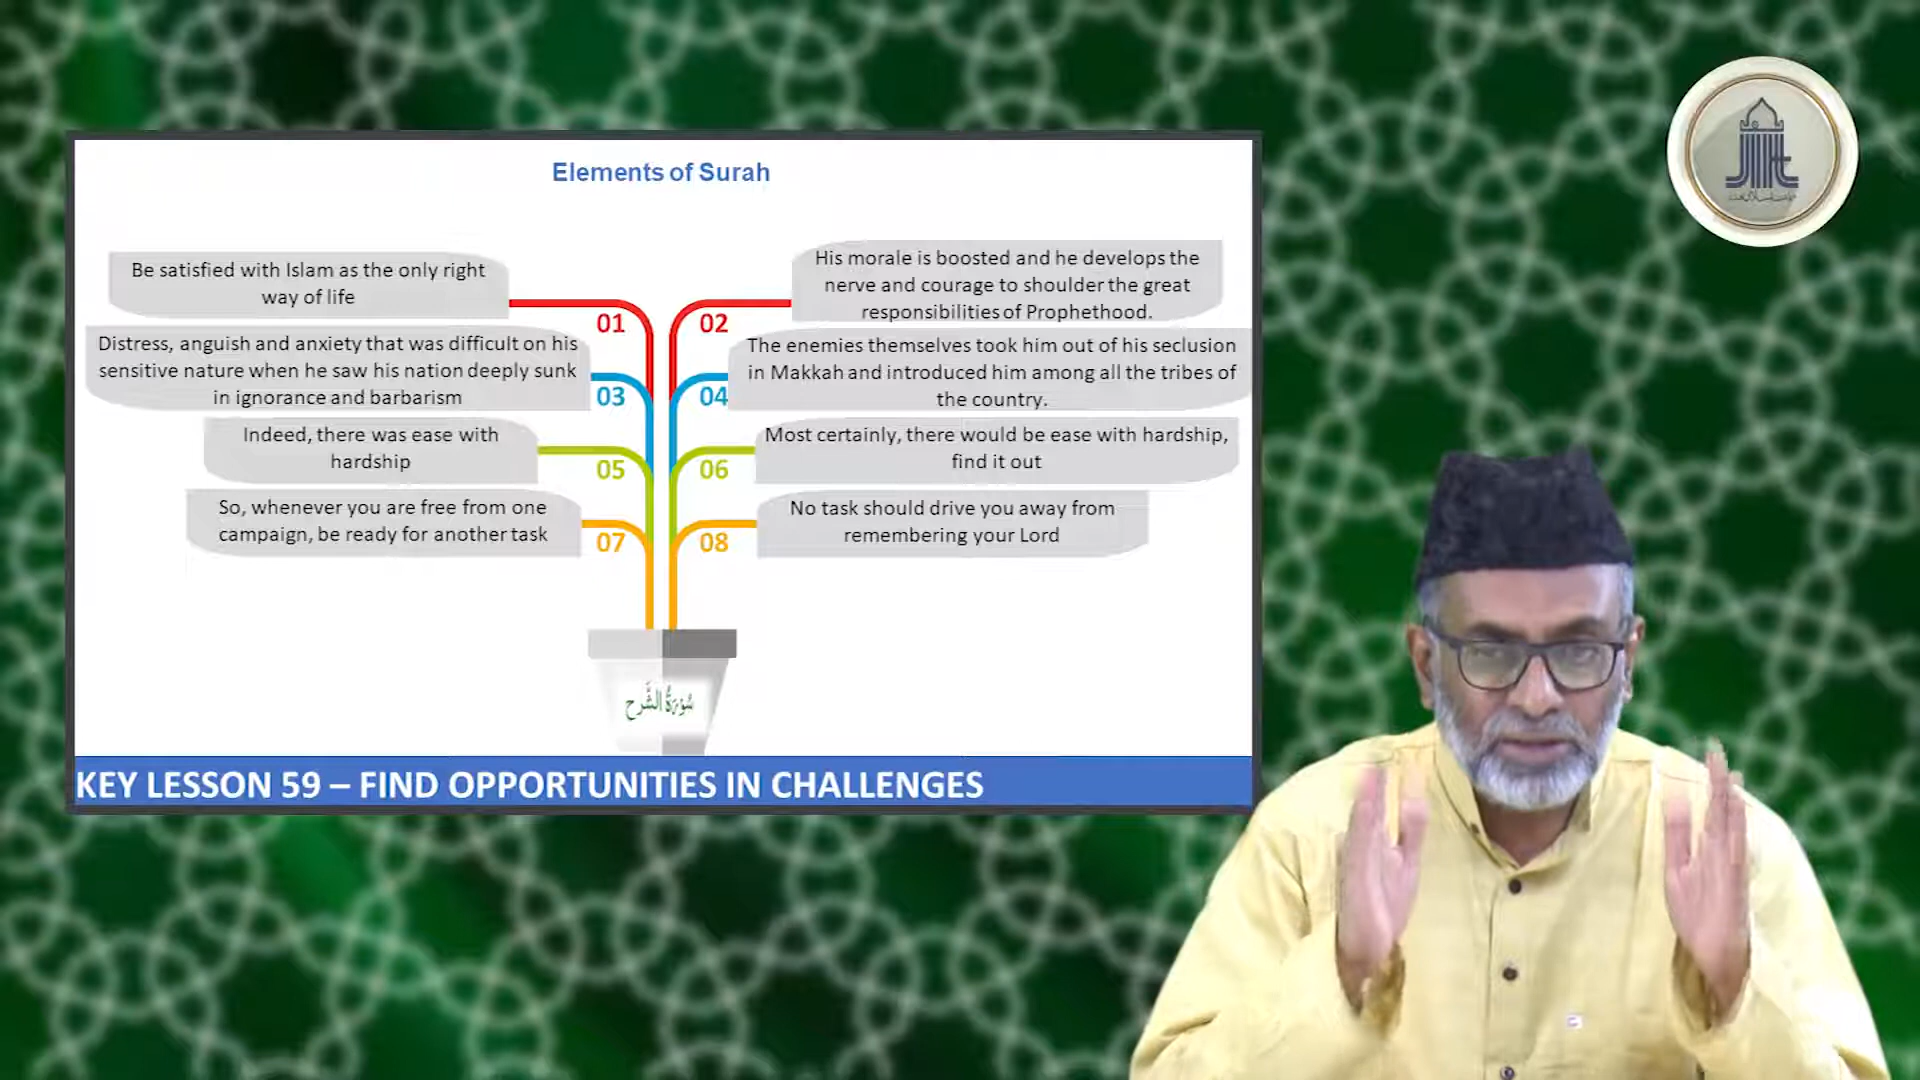 Elements of Surah
Be satisfied with Islam as the only right
way of life
01
His morale is boosted and he develops the
nerve and courage to shoulder the great
responsibilities of Prophethood.
02
Distress, anguish and anxiety that was difficult on his
sensitive nature when he saw his nation deeply sunk
in ignorance and barbarism
03
The enemies themselves took him out of his seclusion
in Makkah and introduced him among all the tribes of
the country.
04
Indeed, there was ease with
hardship
05
Most certainly, there would be ease with hardship,
find it out
06
So, whenever you are free from one
campaign, be ready for another task
07
No task should drive you away from
remembering your Lord
08
سُوْرَةُ الشَّرح
KEY LESSON 59 – FIND OPPORTUNITIES IN CHALLENGES